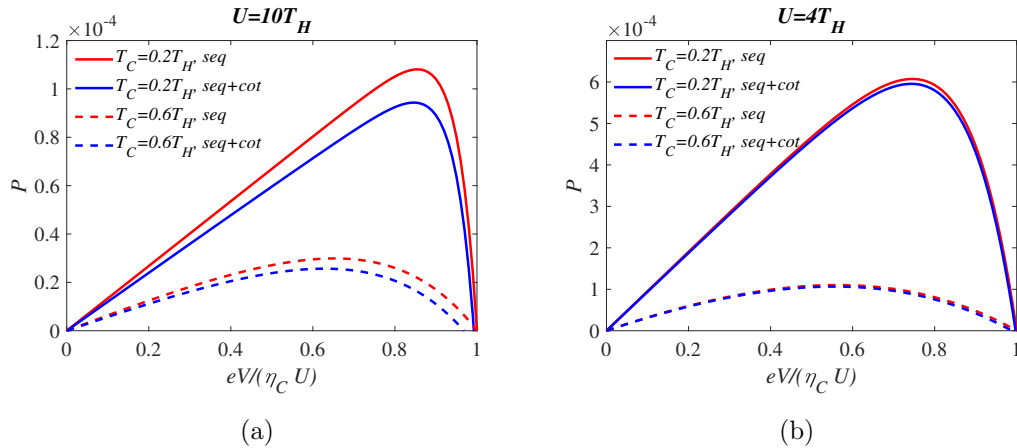 U=10T_H
×10⁻⁴
1.2
1
0.8
0.6
0.4
0.2
0
P
T_C=0.2T_H, seq
T_C=0.2T_H, seq+cot
T_C=0.6T_H, seq
T_C=0.6T_H, seq+cot
0 0.2 0.4 0.6 0.8 1
eV/(η_C U)
(a)
U=4T_H
×10⁻⁴
6
5
4
3
2
1
0
P
T_C=0.2T_H, seq
T_C=0.2T_H, seq+cot
T_C=0.6T_H, seq
T_C=0.6T_H, seq+cot
0 0.2 0.4 0.6 0.8 1
eV/(η_C U)
(b)